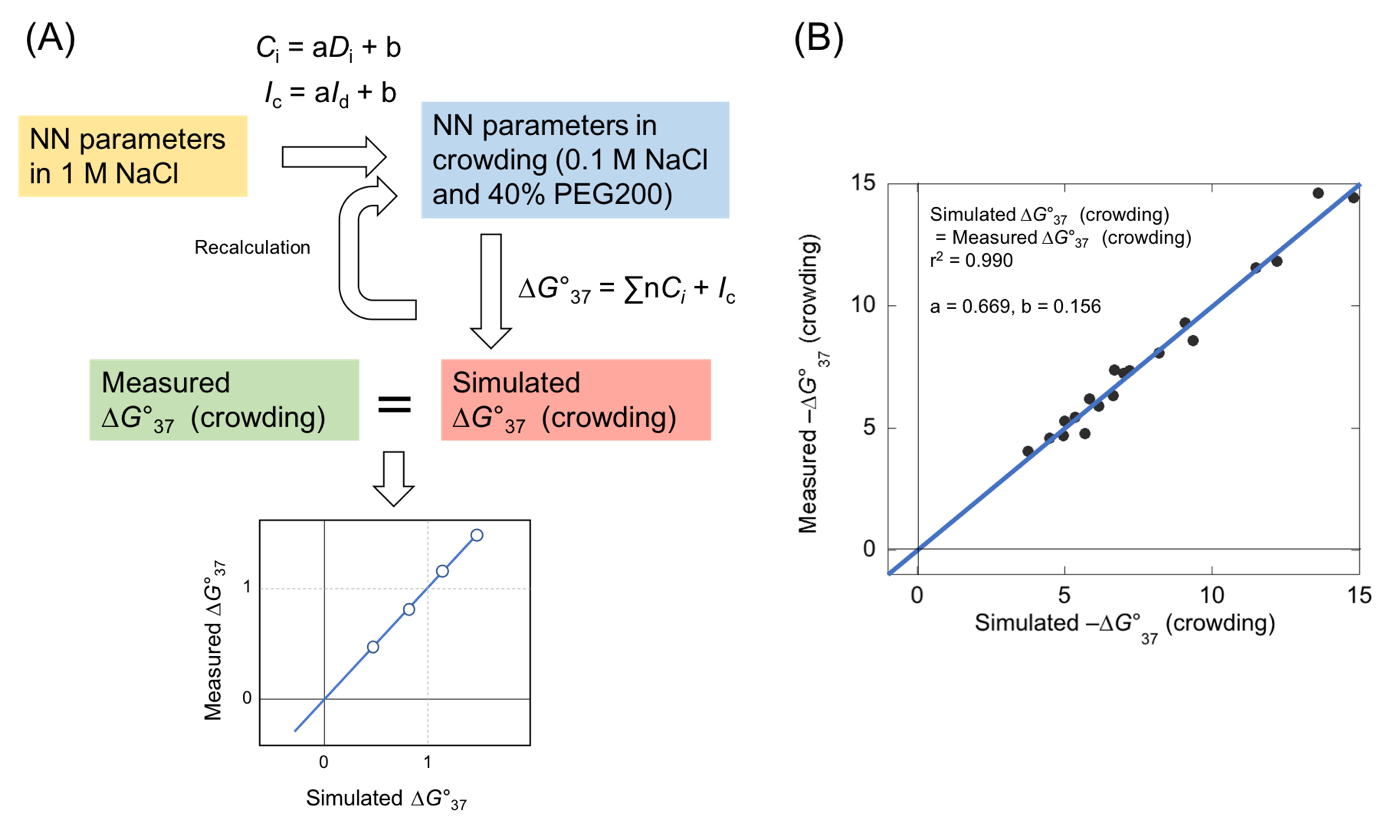 (A)
Cᵢ = aDᵢ + b
I_c = aI_d + b
NN parameters
in 1 M NaCl
NN parameters in
crowding (0.1 M NaCl
and 40% PEG200)
Recalculation
ΔG°₃₇ = ∑nCᵢ + I_c
Measured
ΔG°₃₇ (crowding)
=
Simulated
ΔG°₃₇ (crowding)
Measured ΔG°₃₇
1
0
0
1
Simulated ΔG°₃₇
(B)
Measured –ΔG°₃₇ (crowding)
15
10
5
0
Simulated ΔG°₃₇ (crowding)
= Measured ΔG°₃₇ (crowding)
r² = 0.990
a = 0.669, b = 0.156
0
5
10
15
Simulated –ΔG°₃₇ (crowding)